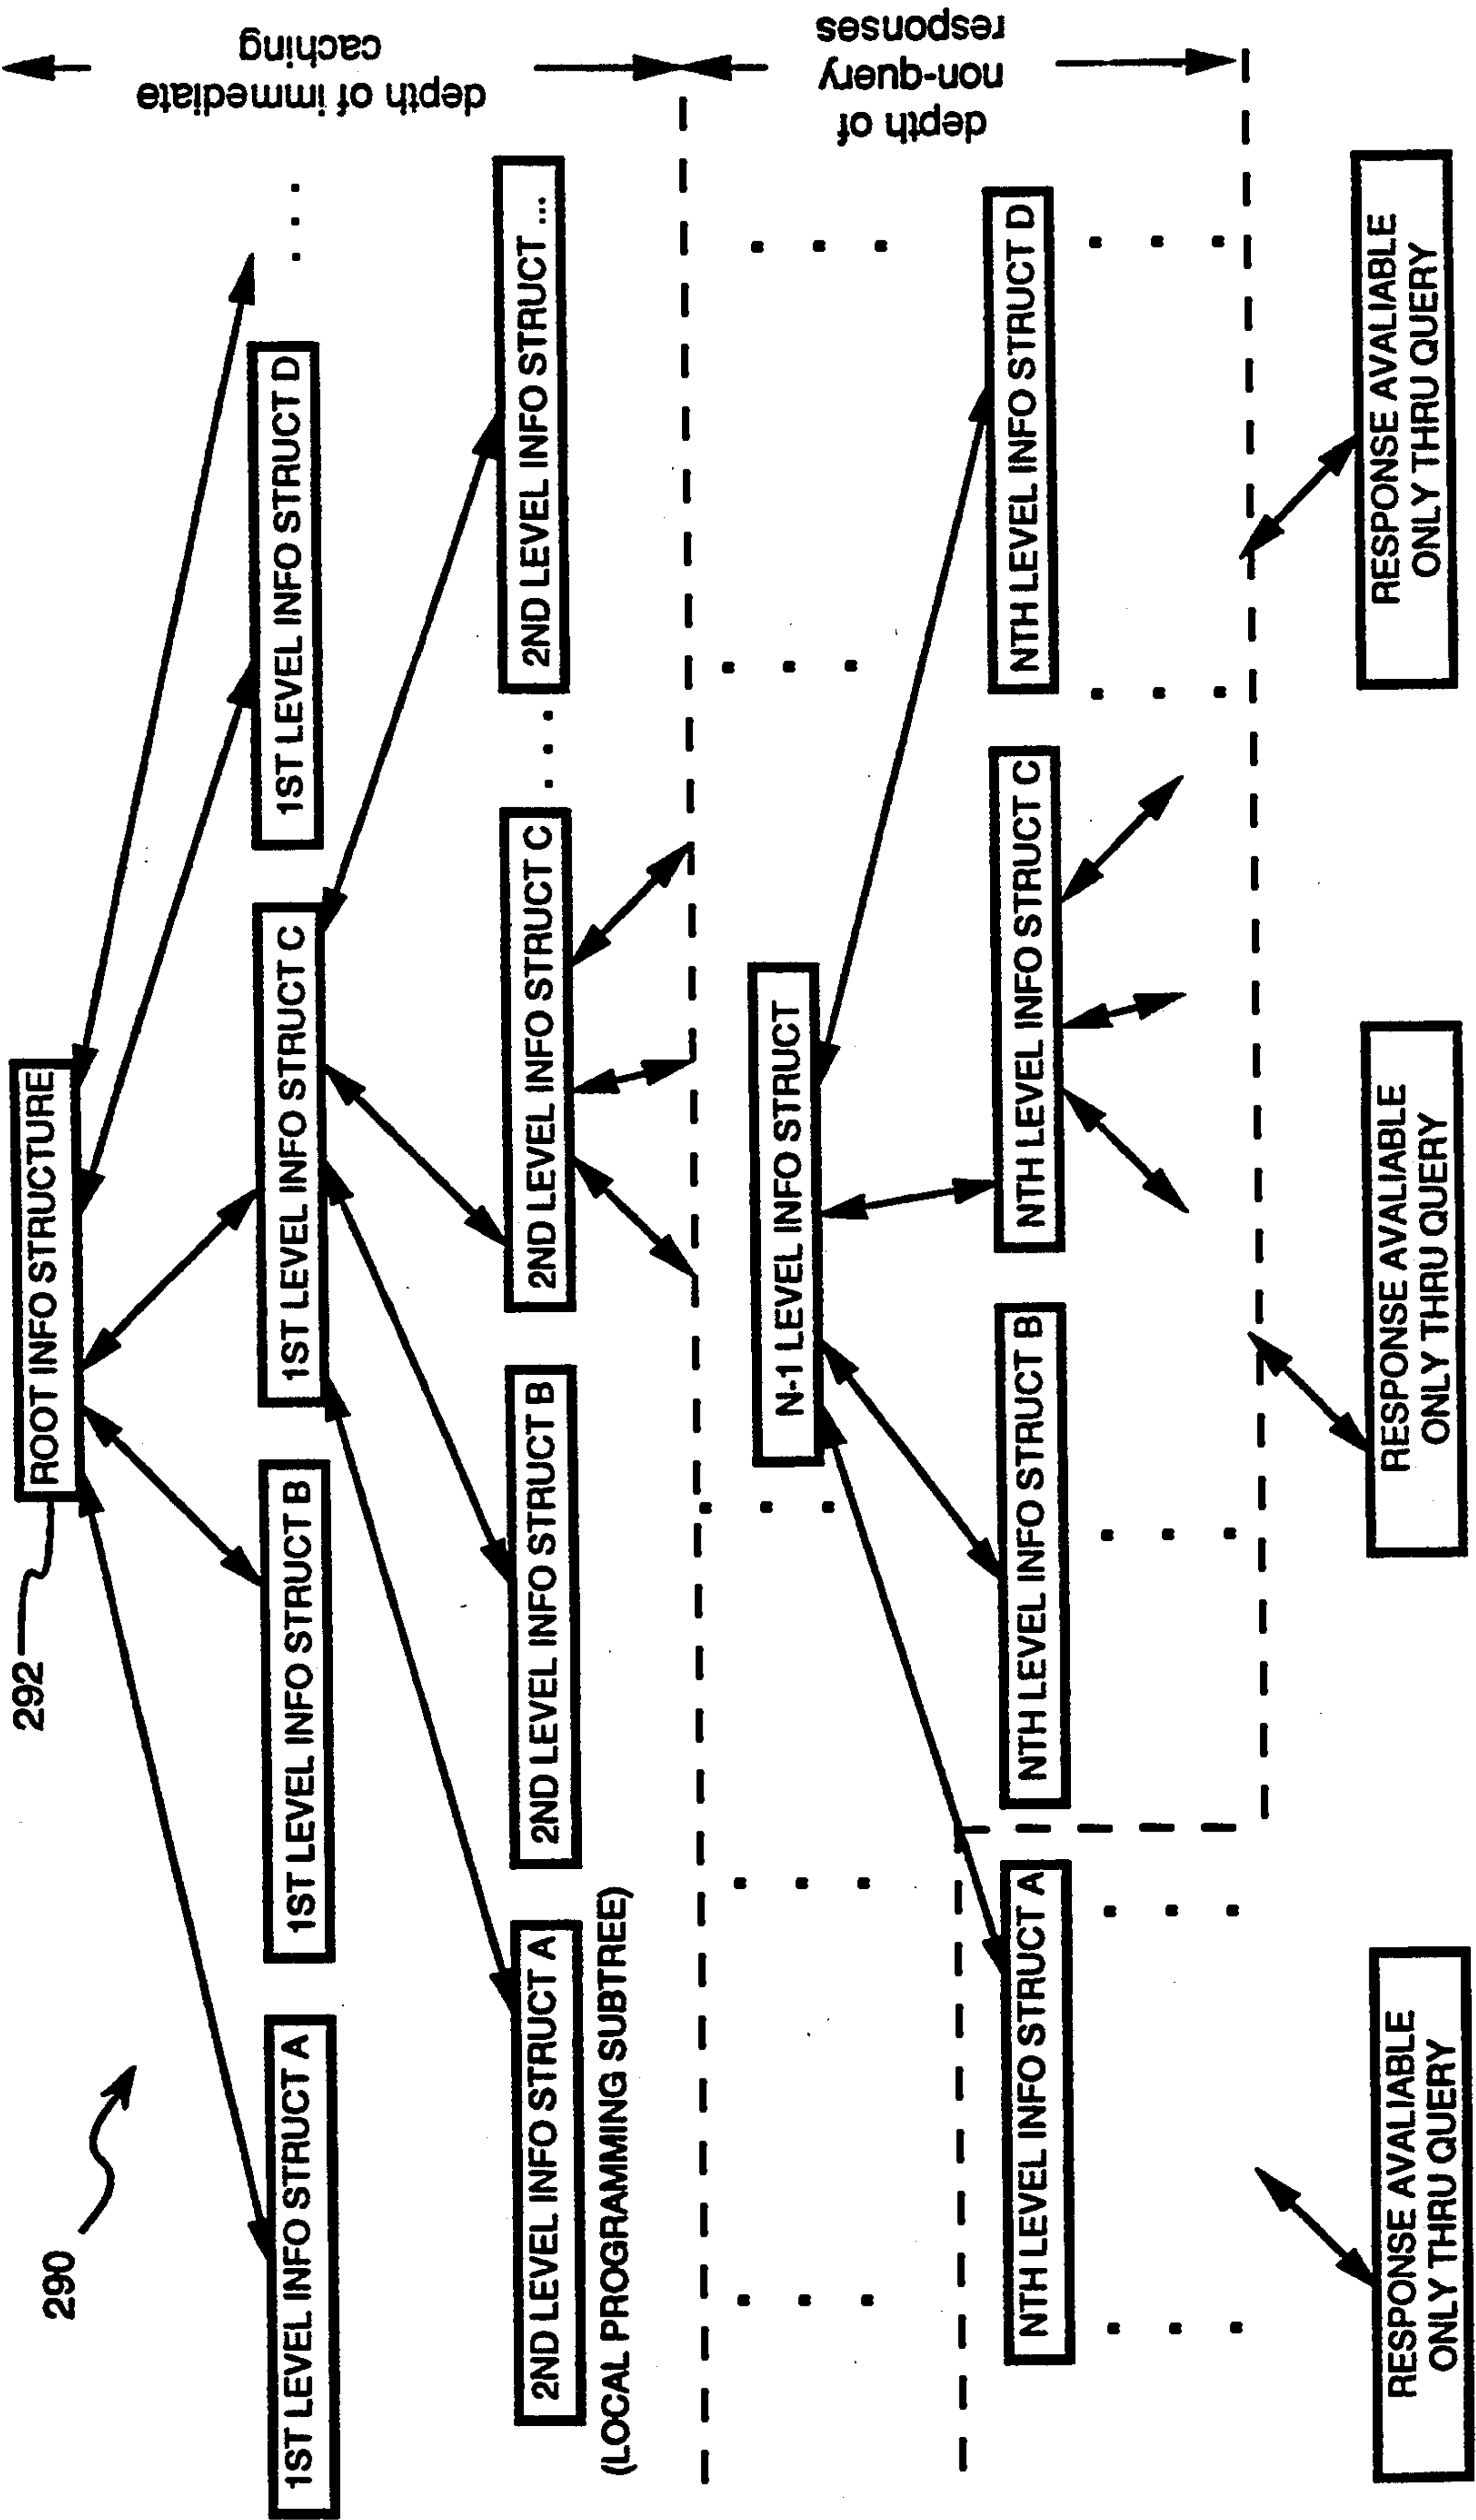 290
292
ROOT INFO STRUCTURE
1ST LEVEL INFO STRUCT A
1ST LEVEL INFO STRUCT B
1ST LEVEL INFO STRUCT C
1ST LEVEL INFO STRUCT D
. . .
depth of immediate
caching
2ND LEVEL INFO STRUCT A
2ND LEVEL INFO STRUCT B
2ND LEVEL INFO STRUCT C
. . .
2ND LEVEL INFO STRUCT ...
(LOCAL PROGRAMMING SUBTREE)
N-1 LEVEL INFO STRUCT
depth of
non-query
responses
NTH LEVEL INFO STRUCT A
NTH LEVEL INFO STRUCT B
NTH LEVEL INFO STRUCT C
NTH LEVEL INFO STRUCT D
RESPONSE AVALIABLE
ONLY THRU QUERY
RESPONSE AVALIABLE
ONLY THRU QUERY
RESPONSE AVALIABLE
ONLY THRU QUERY